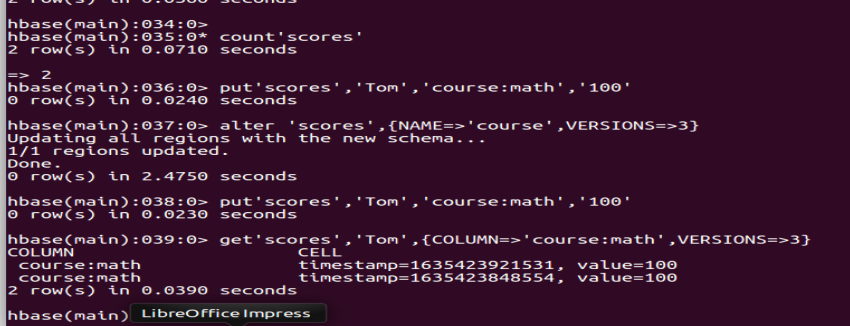 2 row(s) in 0.0380 seconds
hbase(main):034:0>
hbase(main):035:0* count'scores'
2 row(s) in 0.0710 seconds
=> 2
hbase(main):036:0> put'scores','Tom','course:math','100'
0 row(s) in 0.0240 seconds
hbase(main):037:0> alter 'scores',{NAME=>'course',VERSIONS=>3}
Updating all regions with the new schema...
1/1 regions updated.
Done.
0 row(s) in 2.4750 seconds
hbase(main):038:0> put'scores','Tom','course:math','100'
0 row(s) in 0.0230 seconds
hbase(main):039:0> get'scores','Tom',{COLUMN=>'course:math',VERSIONS=>3}
COLUMN CELL
course:math timestamp=1635423921531, value=100
course:math timestamp=1635423848554, value=100
2 row(s) in 0.0390 seconds
hbase(main) LibreOffice Impress